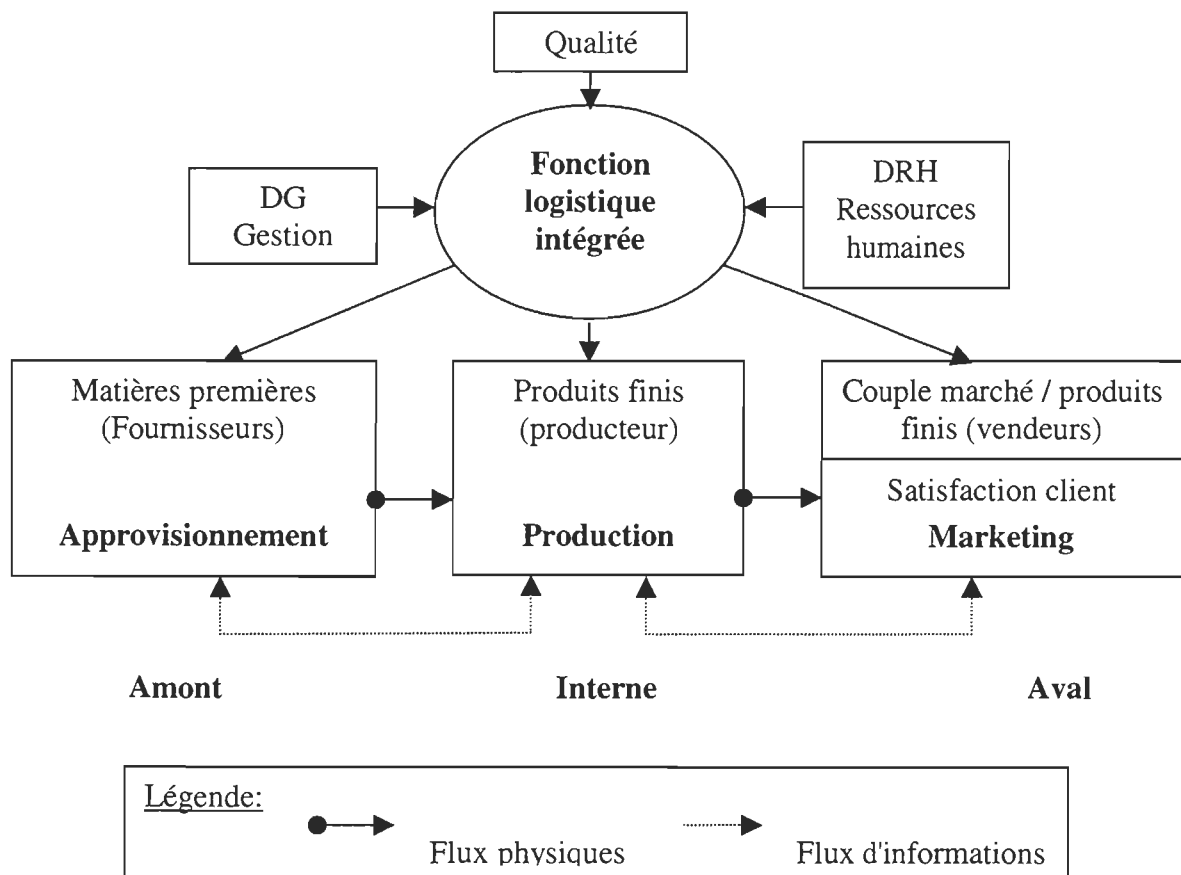 Qualité
Fonction
logistique
intégrée
DG
Gestion
DRH
Ressources
humaines
Matières premières
(Fournisseurs)
Approvisionnement
Produits finis
(producteur)
Production
Couple marché / produits
finis (vendeurs)
Satisfaction client
Marketing
Amont
Interne
Aval
Légende:
Flux physiques
Flux d'informations